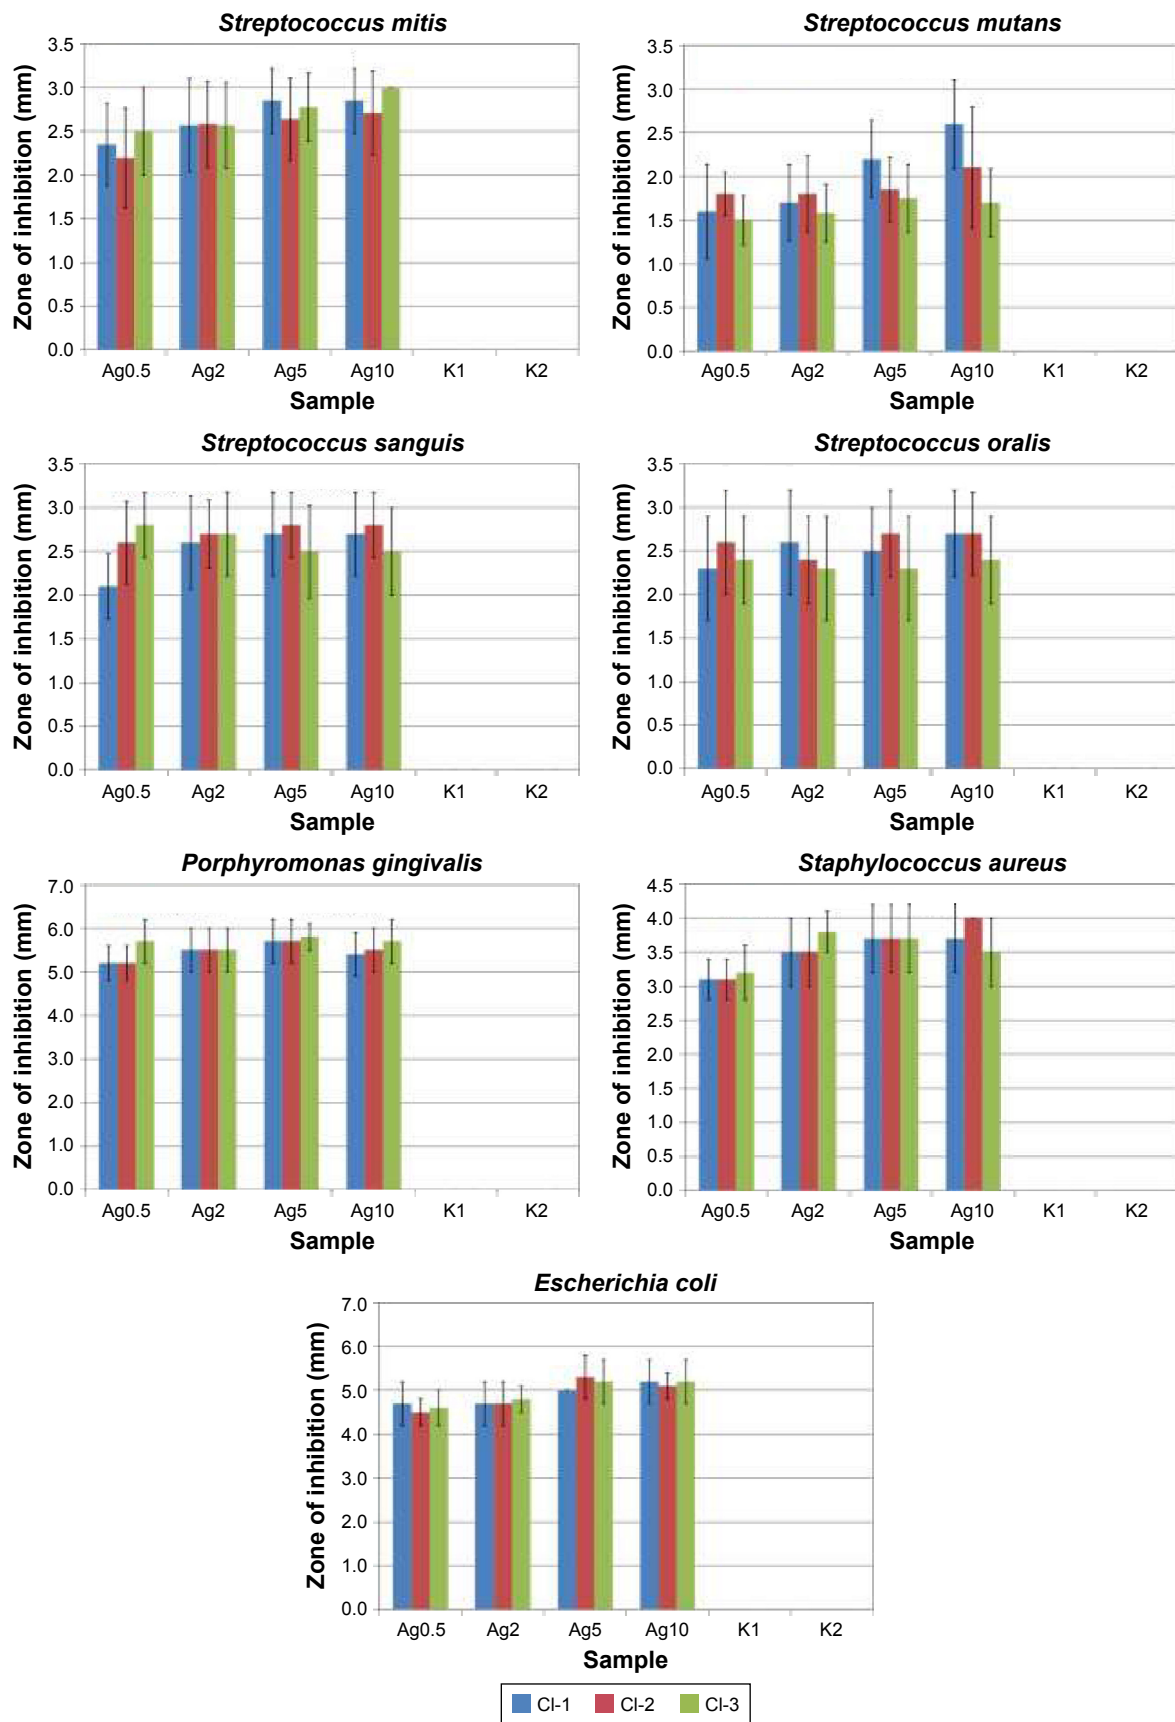 Streptococcus mitis
Zone of inhibition (mm)
3.5
3.0
2.5
2.0
1.5
1.0
0.5
0.0
Ag0.5 Ag2 Ag5 Ag10 K1 K2
Sample
Streptococcus mutans
Zone of inhibition (mm)
3.5
3.0
2.5
2.0
1.5
1.0
0.5
0.0
Ag0.5 Ag2 Ag5 Ag10 K1 K2
Sample
Streptococcus sanguis
Zone of inhibition (mm)
3.5
3.0
2.5
2.0
1.5
1.0
0.5
0.0
Ag0.5 Ag2 Ag5 Ag10 K1 K2
Sample
Streptococcus oralis
Zone of inhibition (mm)
3.5
3.0
2.5
2.0
1.5
1.0
0.5
0.0
Ag0.5 Ag2 Ag5 Ag10 K1 K2
Sample
Porphyromonas gingivalis
Zone of inhibition (mm)
7.0
6.0
5.0
4.0
3.0
2.0
1.0
0.0
Ag0.5 Ag2 Ag5 Ag10 K1 K2
Sample
Staphylococcus aureus
Zone of inhibition (mm)
4.5
4.0
3.5
3.0
2.5
2.0
1.5
1.0
0.5
0.0
Ag0.5 Ag2 Ag5 Ag10 K1 K2
Sample
Escherichia coli
Zone of inhibition (mm)
7.0
6.0
5.0
4.0
3.0
2.0
1.0
0.0
Ag0.5 Ag2 Ag5 Ag10 K1 K2
Sample
Cl-1 Cl-2 Cl-3